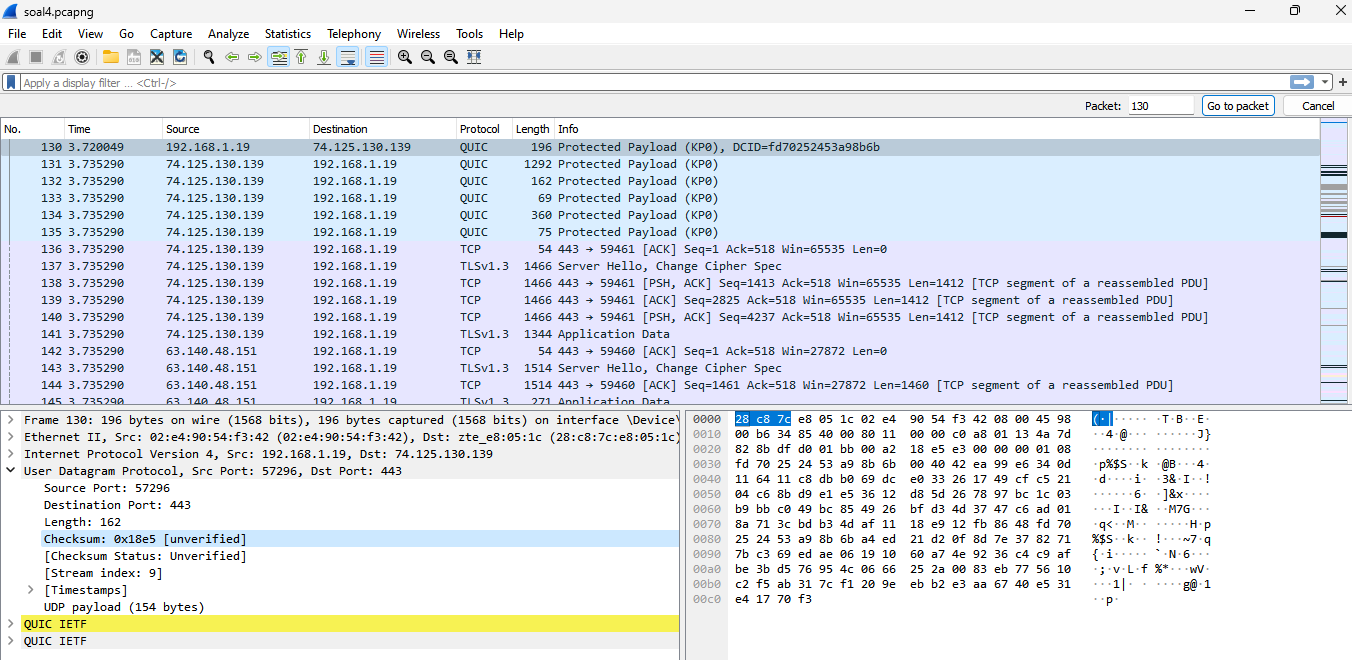 soal4.pcapng
File Edit View Go Capture Analyze Statistics Telephony Wireless Tools Help
Apply a display filter ... <Ctrl-/>
Packet: 130 Go to packet Cancel
No. Time Source Destination Protocol Length Info
130 3.720049 192.168.1.19 74.125.130.139 QUIC 196 Protected Payload (KP0), DCID=fd70252453a98b6b
131 3.735290 74.125.130.139 192.168.1.19 QUIC 1292 Protected Payload (KP0)
132 3.735290 74.125.130.139 192.168.1.19 QUIC 162 Protected Payload (KP0)
133 3.735290 74.125.130.139 192.168.1.19 QUIC 69 Protected Payload (KP0)
134 3.735290 74.125.130.139 192.168.1.19 QUIC 360 Protected Payload (KP0)
135 3.735290 74.125.130.139 192.168.1.19 QUIC 75 Protected Payload (KP0)
136 3.735290 74.125.130.139 192.168.1.19 TCP 54 443 → 59461 [ACK] Seq=1 Ack=518 Win=65535 Len=0
137 3.735290 74.125.130.139 192.168.1.19 TLSv1.3 1466 Server Hello, Change Cipher Spec
138 3.735290 74.125.130.139 192.168.1.19 TCP 1466 443 → 59461 [PSH, ACK] Seq=1413 Ack=518 Win=65535 Len=1412 [TCP segment of a reassembled PDU]
139 3.735290 74.125.130.139 192.168.1.19 TCP 1466 443 → 59461 [ACK] Seq=2825 Ack=518 Win=65535 Len=1412 [TCP segment of a reassembled PDU]
140 3.735290 74.125.130.139 192.168.1.19 TCP 1466 443 → 59461 [PSH, ACK] Seq=4237 Ack=518 Win=65535 Len=1412 [TCP segment of a reassembled PDU]
141 3.735290 74.125.130.139 192.168.1.19 TLSv1.3 1344 Application Data
142 3.735290 63.140.48.151 192.168.1.19 TCP 54 443 → 59460 [ACK] Seq=1 Ack=518 Win=27872 Len=0
143 3.735290 63.140.48.151 192.168.1.19 TLSv1.3 1514 Server Hello, Change Cipher Spec
144 3.735290 63.140.48.151 192.168.1.19 TCP 1514 443 → 59460 [ACK] Seq=1461 Ack=518 Win=27872 Len=1460 [TCP segment of a reassembled PDU]
145 3.735290 63.140.48.151 192.168.1.19 TLSv1.3 271 Application Data
Frame 130: 196 bytes on wire (1568 bits), 196 bytes captured (1568 bits) on interface \Device\
Ethernet II, Src: 02:e4:90:54:f3:42 (02:e4:90:54:f3:42), Dst: zte_e8:05:1c (28:c8:7c:e8:05:1c)
Internet Protocol Version 4, Src: 192.168.1.19, Dst: 74.125.130.139
User Datagram Protocol, Src Port: 57296, Dst Port: 443
Source Port: 57296
Destination Port: 443
Length: 162
Checksum: 0x18e5 [unverified]
[Checksum Status: Unverified]
[Stream index: 9]
[Timestamps]
UDP payload (154 bytes)
QUIC IETF
QUIC IETF
0000 28 c8 7c e8 05 1c 02 e4 90 54 f3 42 08 00 45 98 (·|····· ·T·B··E·
0010 00 b6 34 85 40 00 80 11 00 00 c0 a8 01 13 4a 7d ··4·@··· ······J}
0020 82 8b df d0 01 bb 00 a2 18 e5 e3 00 00 00 01 08 ········ ········
0030 fd 70 25 24 53 a9 8b 6b 00 40 42 ea 99 e6 34 0d ·p%$S··k ·@B···4·
0040 11 64 11 c8 db b0 69 dc e0 33 26 17 49 cf c5 21 ·d····i· ·3&·I··!
0050 04 c6 8b d9 e1 e5 36 12 d8 5d 26 78 97 bc 1c 03 ······6· ·]&x····
0060 b9 bb c0 49 bc 85 49 26 bf d3 4d 37 47 c6 ad 01 ···I··I& ··M7G···
0070 8a 71 3c bd b3 4d af 11 18 e9 12 fb 86 48 fd 70 ·q<··M·· ·····H·p
0080 25 24 53 a9 8b 6b a4 ed 21 d2 0f 8d 7e 37 82 71 %$S··k·· !···~7·q
0090 7b c3 69 ed ae 06 19 10 60 a7 4e 92 36 c4 c9 af {·i····· `·N·6···
00a0 be 3b d5 76 95 4c 06 66 25 2a 00 83 eb 77 56 10 ·;·v·L·f %*···wV·
00b0 c2 f5 ab 31 7c f1 20 9e eb b2 e3 aa 67 40 e5 31 ···1|· · ····g@·1
00c0 e4 17 70 f3 ··p·